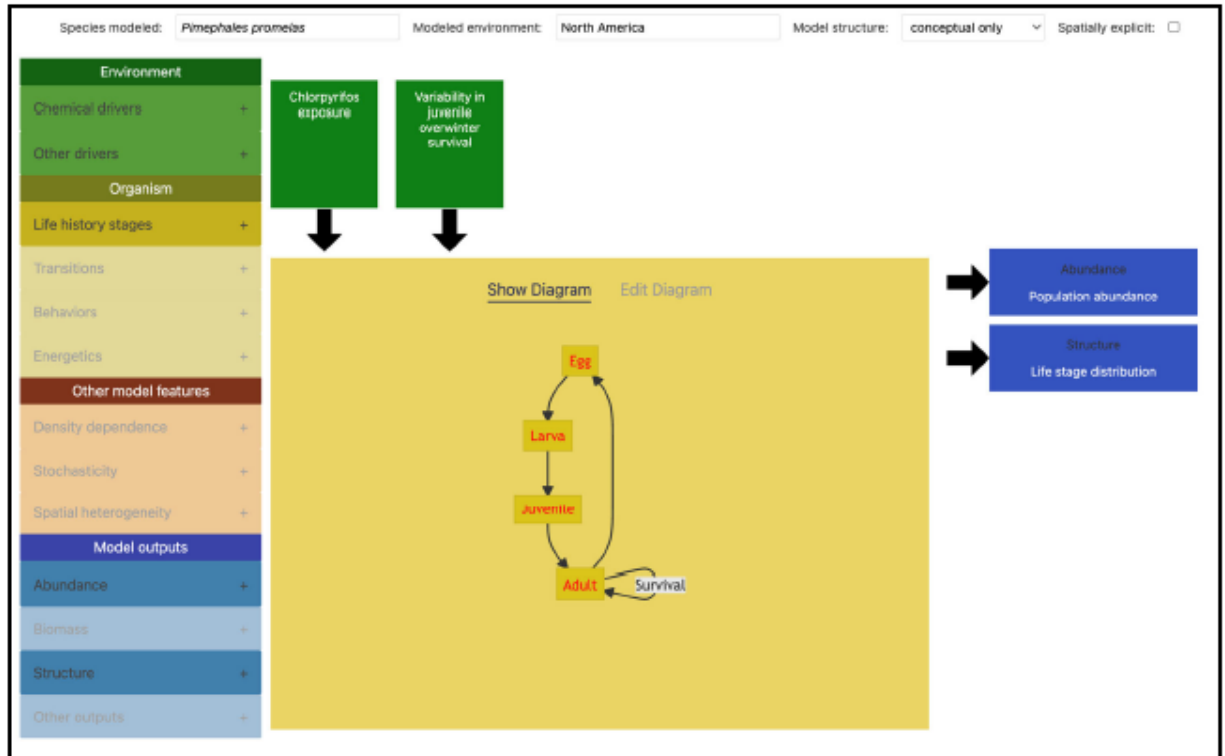 Species modeled: Pimephales promelas Modeled environment: North America Model structure: conceptual only Spatially explicit:
Environment
Chemical drivers +
Other drivers +
Organism
Life history stages +
Transitions +
Behaviors +
Energetics +
Other model features
Density dependence +
Stochasticity +
Spatial heterogeneity +
Model outputs
Abundance +
Biomass +
Structure +
Other outputs +
Chlorpyrifos
exposure
Variability in
juvenile
overwinter
survival
Show Diagram Edit Diagram
Egg
Larva
Juvenile
Adult
Survival
Abundance
Population abundance
Structure
Life stage distribution